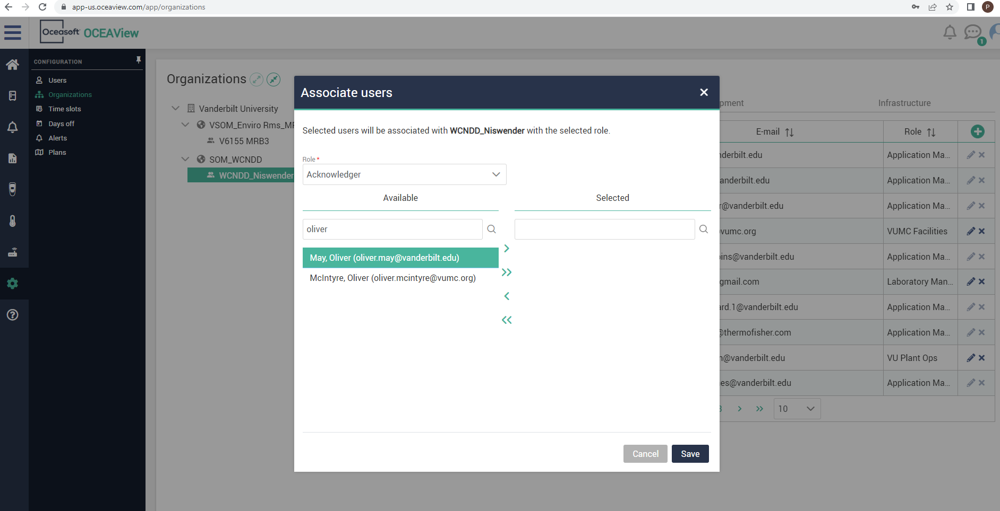 app-us.oceaview.com/app/organizations
P
Oceasoft OCEAView
1
CONFIGURATION
Users
Organizations
Time slots
Days off
Alerts
Plans
Organizations
Vanderbilt University
VSOM_Enviro Rms_MR
V6155 MRB3
SOM_WCNDD
WCNDD_Niswender
Associate users
Selected users will be associated with WCNDD_Niswender with the selected role.
Role *
Acknowledger
Available
Selected
oliver
May, Oliver (oliver.may@vanderbilt.edu)
McIntyre, Oliver (oliver.mcintyre@vumc.org)
Cancel
Save
pment
Infrastructure
E-mail
Role
nderbilt.edu
Application Ma...
anderbilt.edu
Application Ma...
r@vanderbilt.edu
Application Ma...
@vumc.org
VUMC Facilities
bins@vanderbilt.edu
Application Ma...
gmail.com
Laboratory Man...
ard.1@vanderbilt.edu
Application Ma...
@thermofisher.com
Application Ma...
n@vanderbilt.edu
VU Plant Ops
es@vanderbilt.edu
Application Ma...
3
10